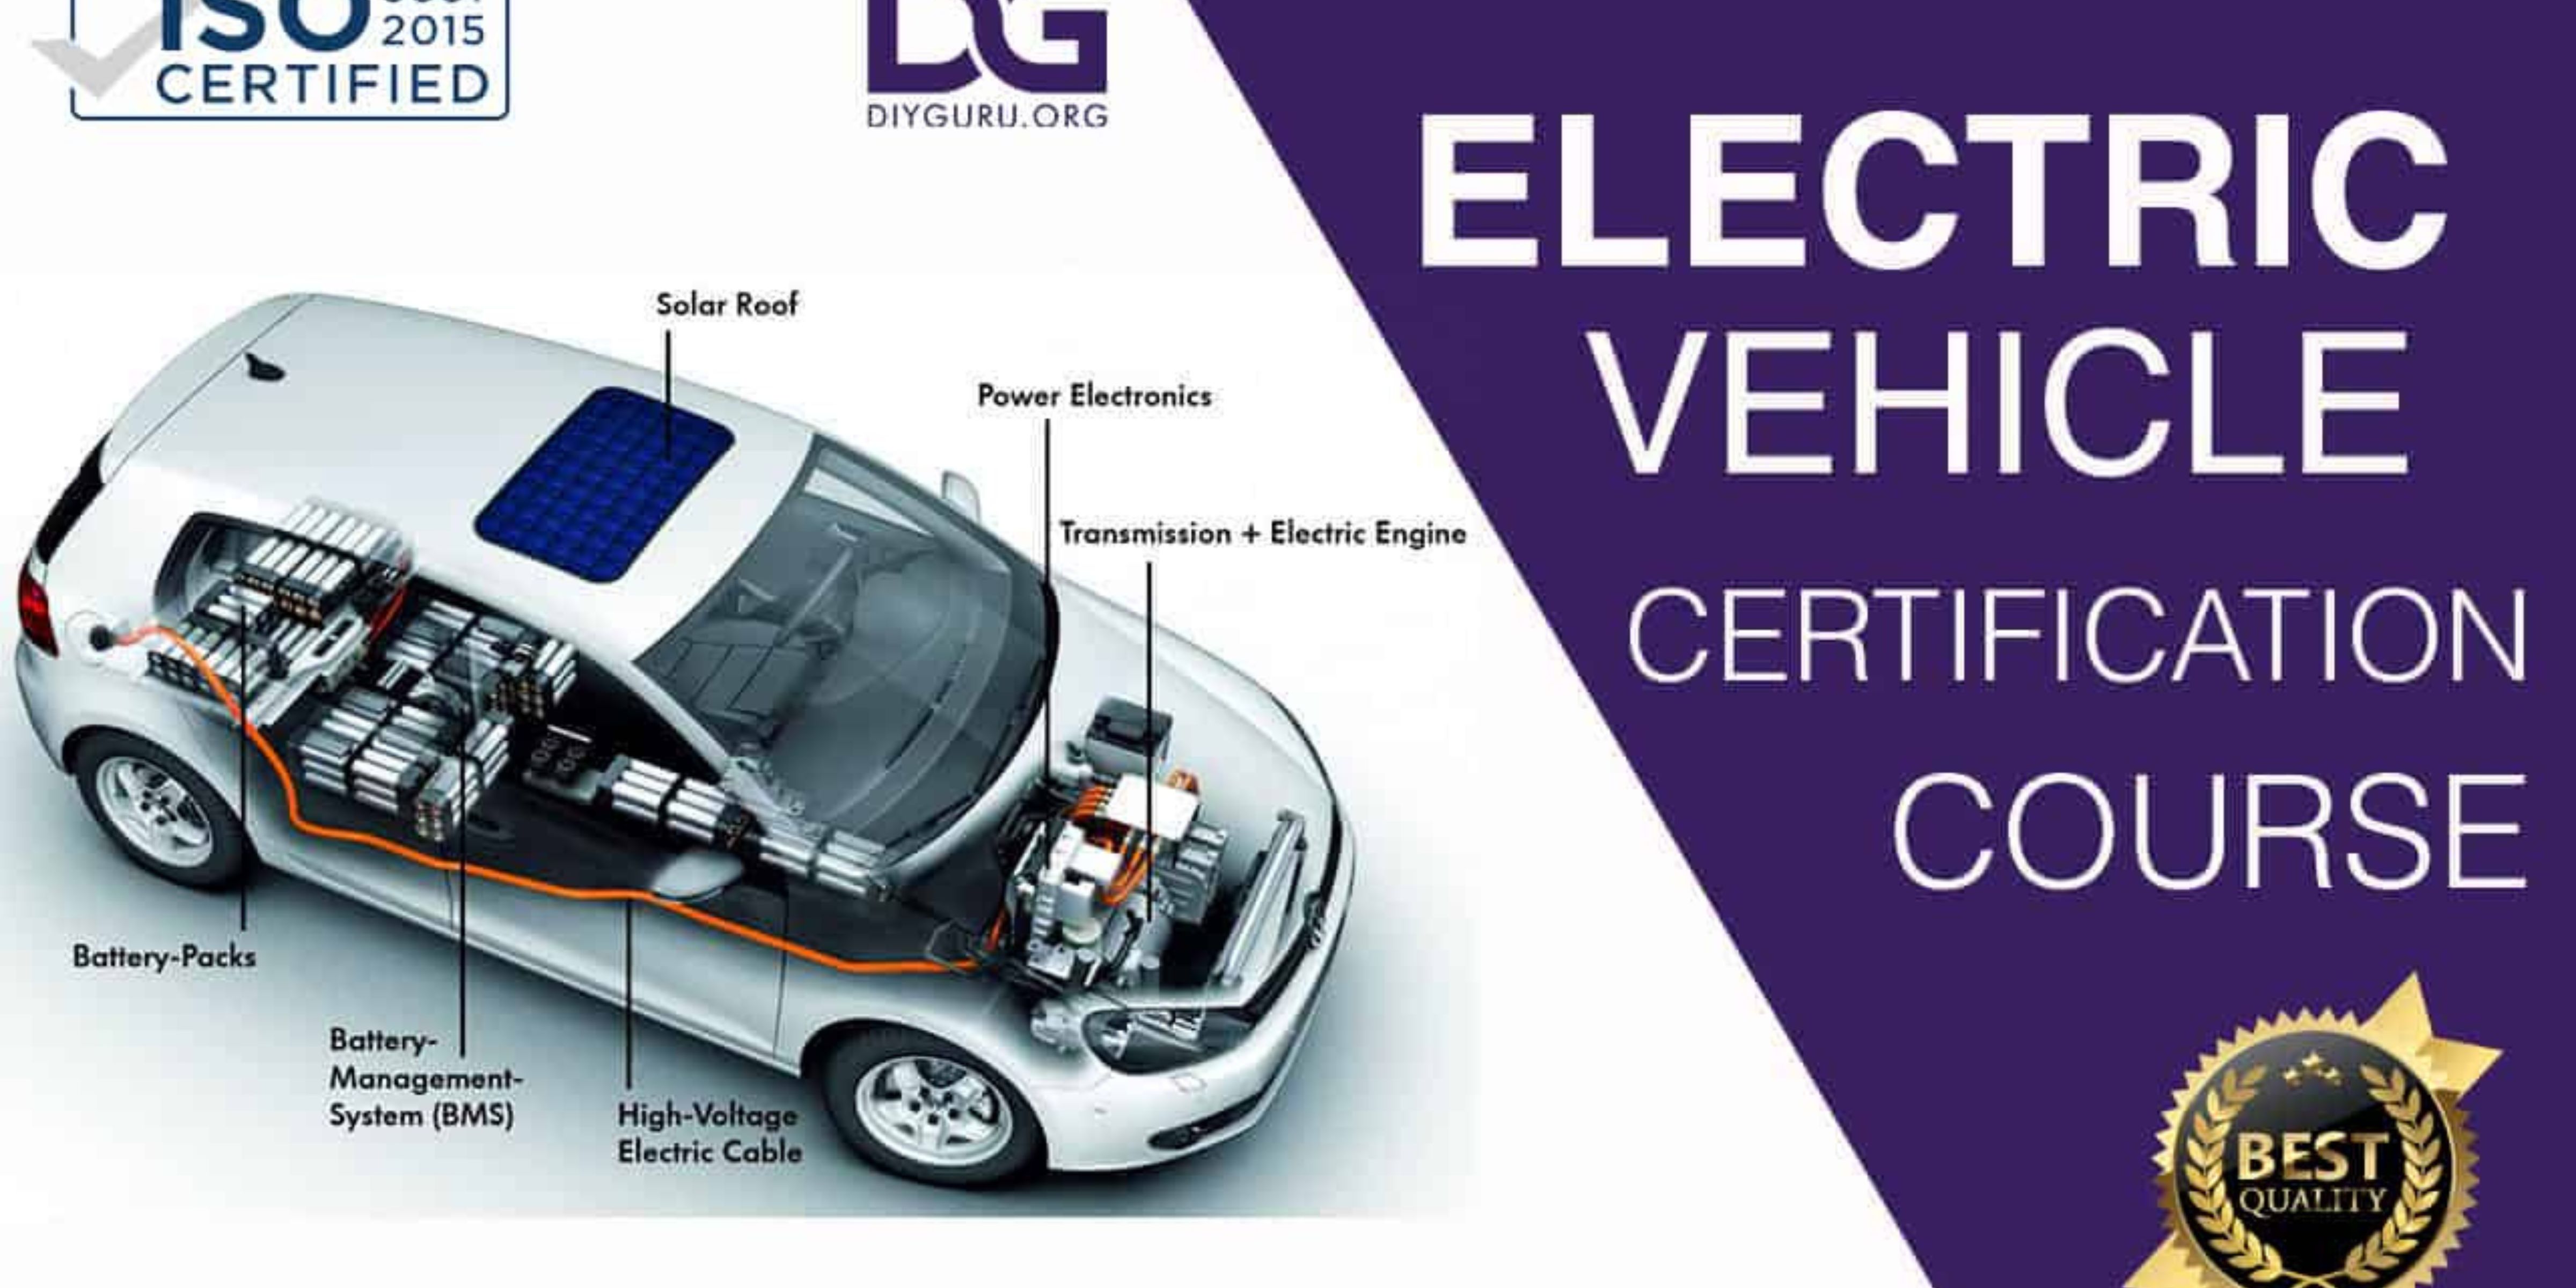 ISO
2015
CERTIFIED
DG
DIYGURU.ORG
ELECTRIC
VEHICLE
CERTIFICATION
COURSE
Solar Roof
Power Electronics
Transmission + Electric Engine
Battery-Packs
Battery-
Management-
System (BMS)
High-Voltage
Electric Cable
BEST
QUALITY